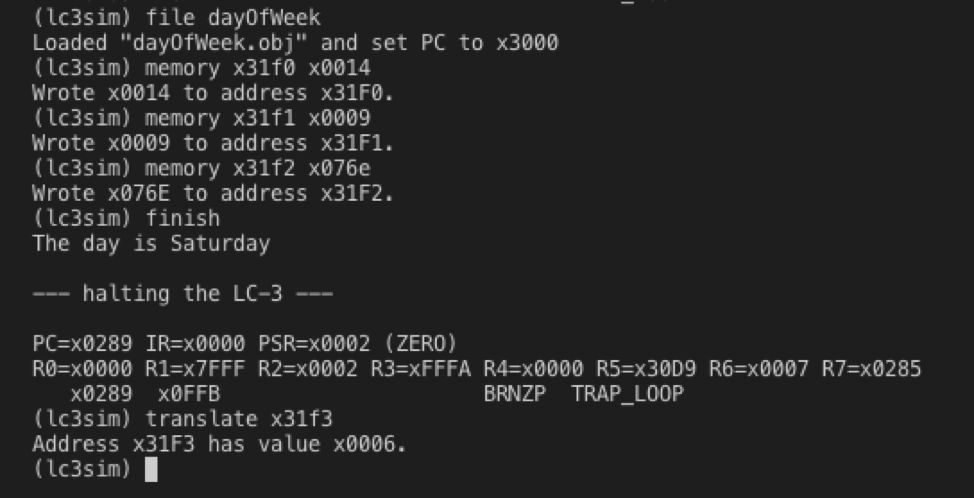 (lc3sim) file dayOfWeek
Loaded "dayOfWeek.obj" and set PC to x3000
(lc3sim) memory x31f0 x0014
Wrote x0014 to address x31F0.
(lc3sim) memory x31f1 x0009
Wrote x0009 to address x31F1.
(lc3sim) memory x31f2 x076e
Wrote x076E to address x31F2.
(lc3sim) finish
The day is Saturday
--- halting the LC-3 ---
PC=x0289 IR=x0000 PSR=x0002 (ZERO)
R0=x0000 R1=x7FFF R2=x0002 R3=xFFFA R4=x0000 R5=x30D9 R6=x0007 R7=x0285
x0289 x0FFB BRNZP TRAP_LOOP
(lc3sim) translate x31f3
Address x31F3 has value x0006.
(lc3sim)